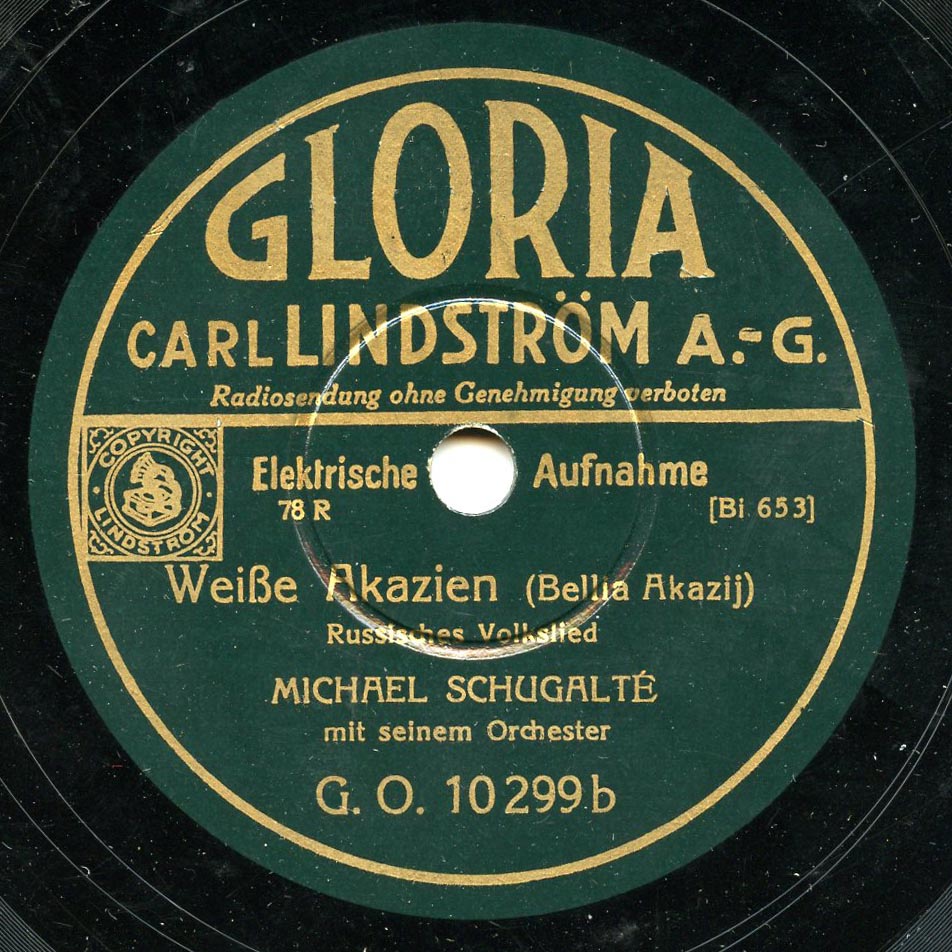 GLORIA
CARL LINDSTRÖM A.-G.
Radiosendung ohne Genehmigung verboten
COPYRIGHT
LINDSTROM
Elektrische Aufnahme
78 R [Bi 653]
Weiße Akazien (Bellia Akazij)
Russisches Volkslied
MICHAEL SCHUGALTÉ
mit seinem Orchester
G. O. 10299 b